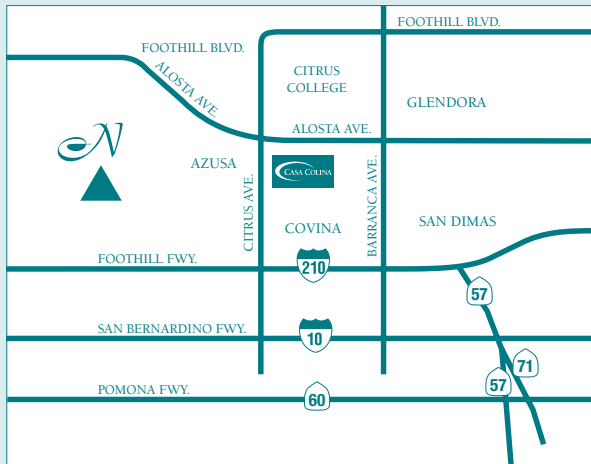 FOOTHILL BLVD.
FOOTHILL BLVD.
ALOSTA AVE.
CITRUS
COLLEGE
GLENDORA
ALOSTA AVE.
N
AZUSA
CASA COLINA
CITRUS AVE.
BARRANCA AVE.
COVINA
SAN DIMAS
FOOTHILL FWY.
210
57
SAN BERNARDINO FWY.
10
71
57
POMONA FWY.
60